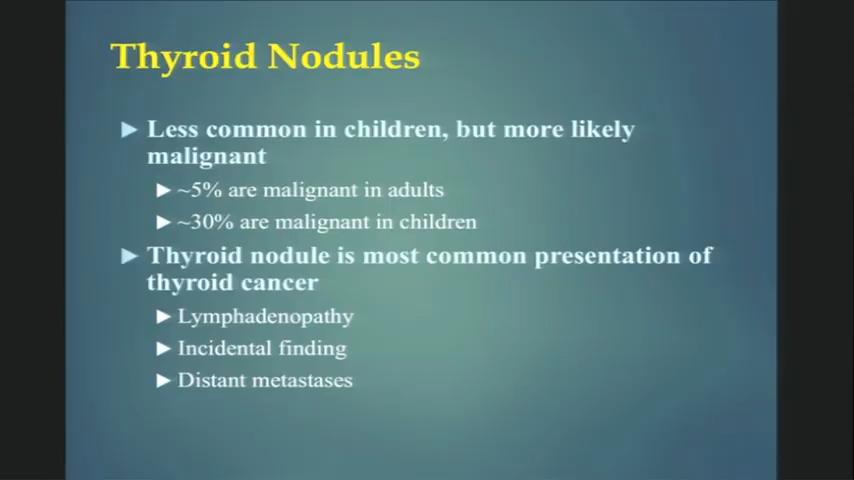 Thyroid Nodules
Less common in children, but more likely
malignant
~5% are malignant in adults
~30% are malignant in children
Thyroid nodule is most common presentation of
thyroid cancer
Lymphadenopathy
Incidental finding
Distant metastases